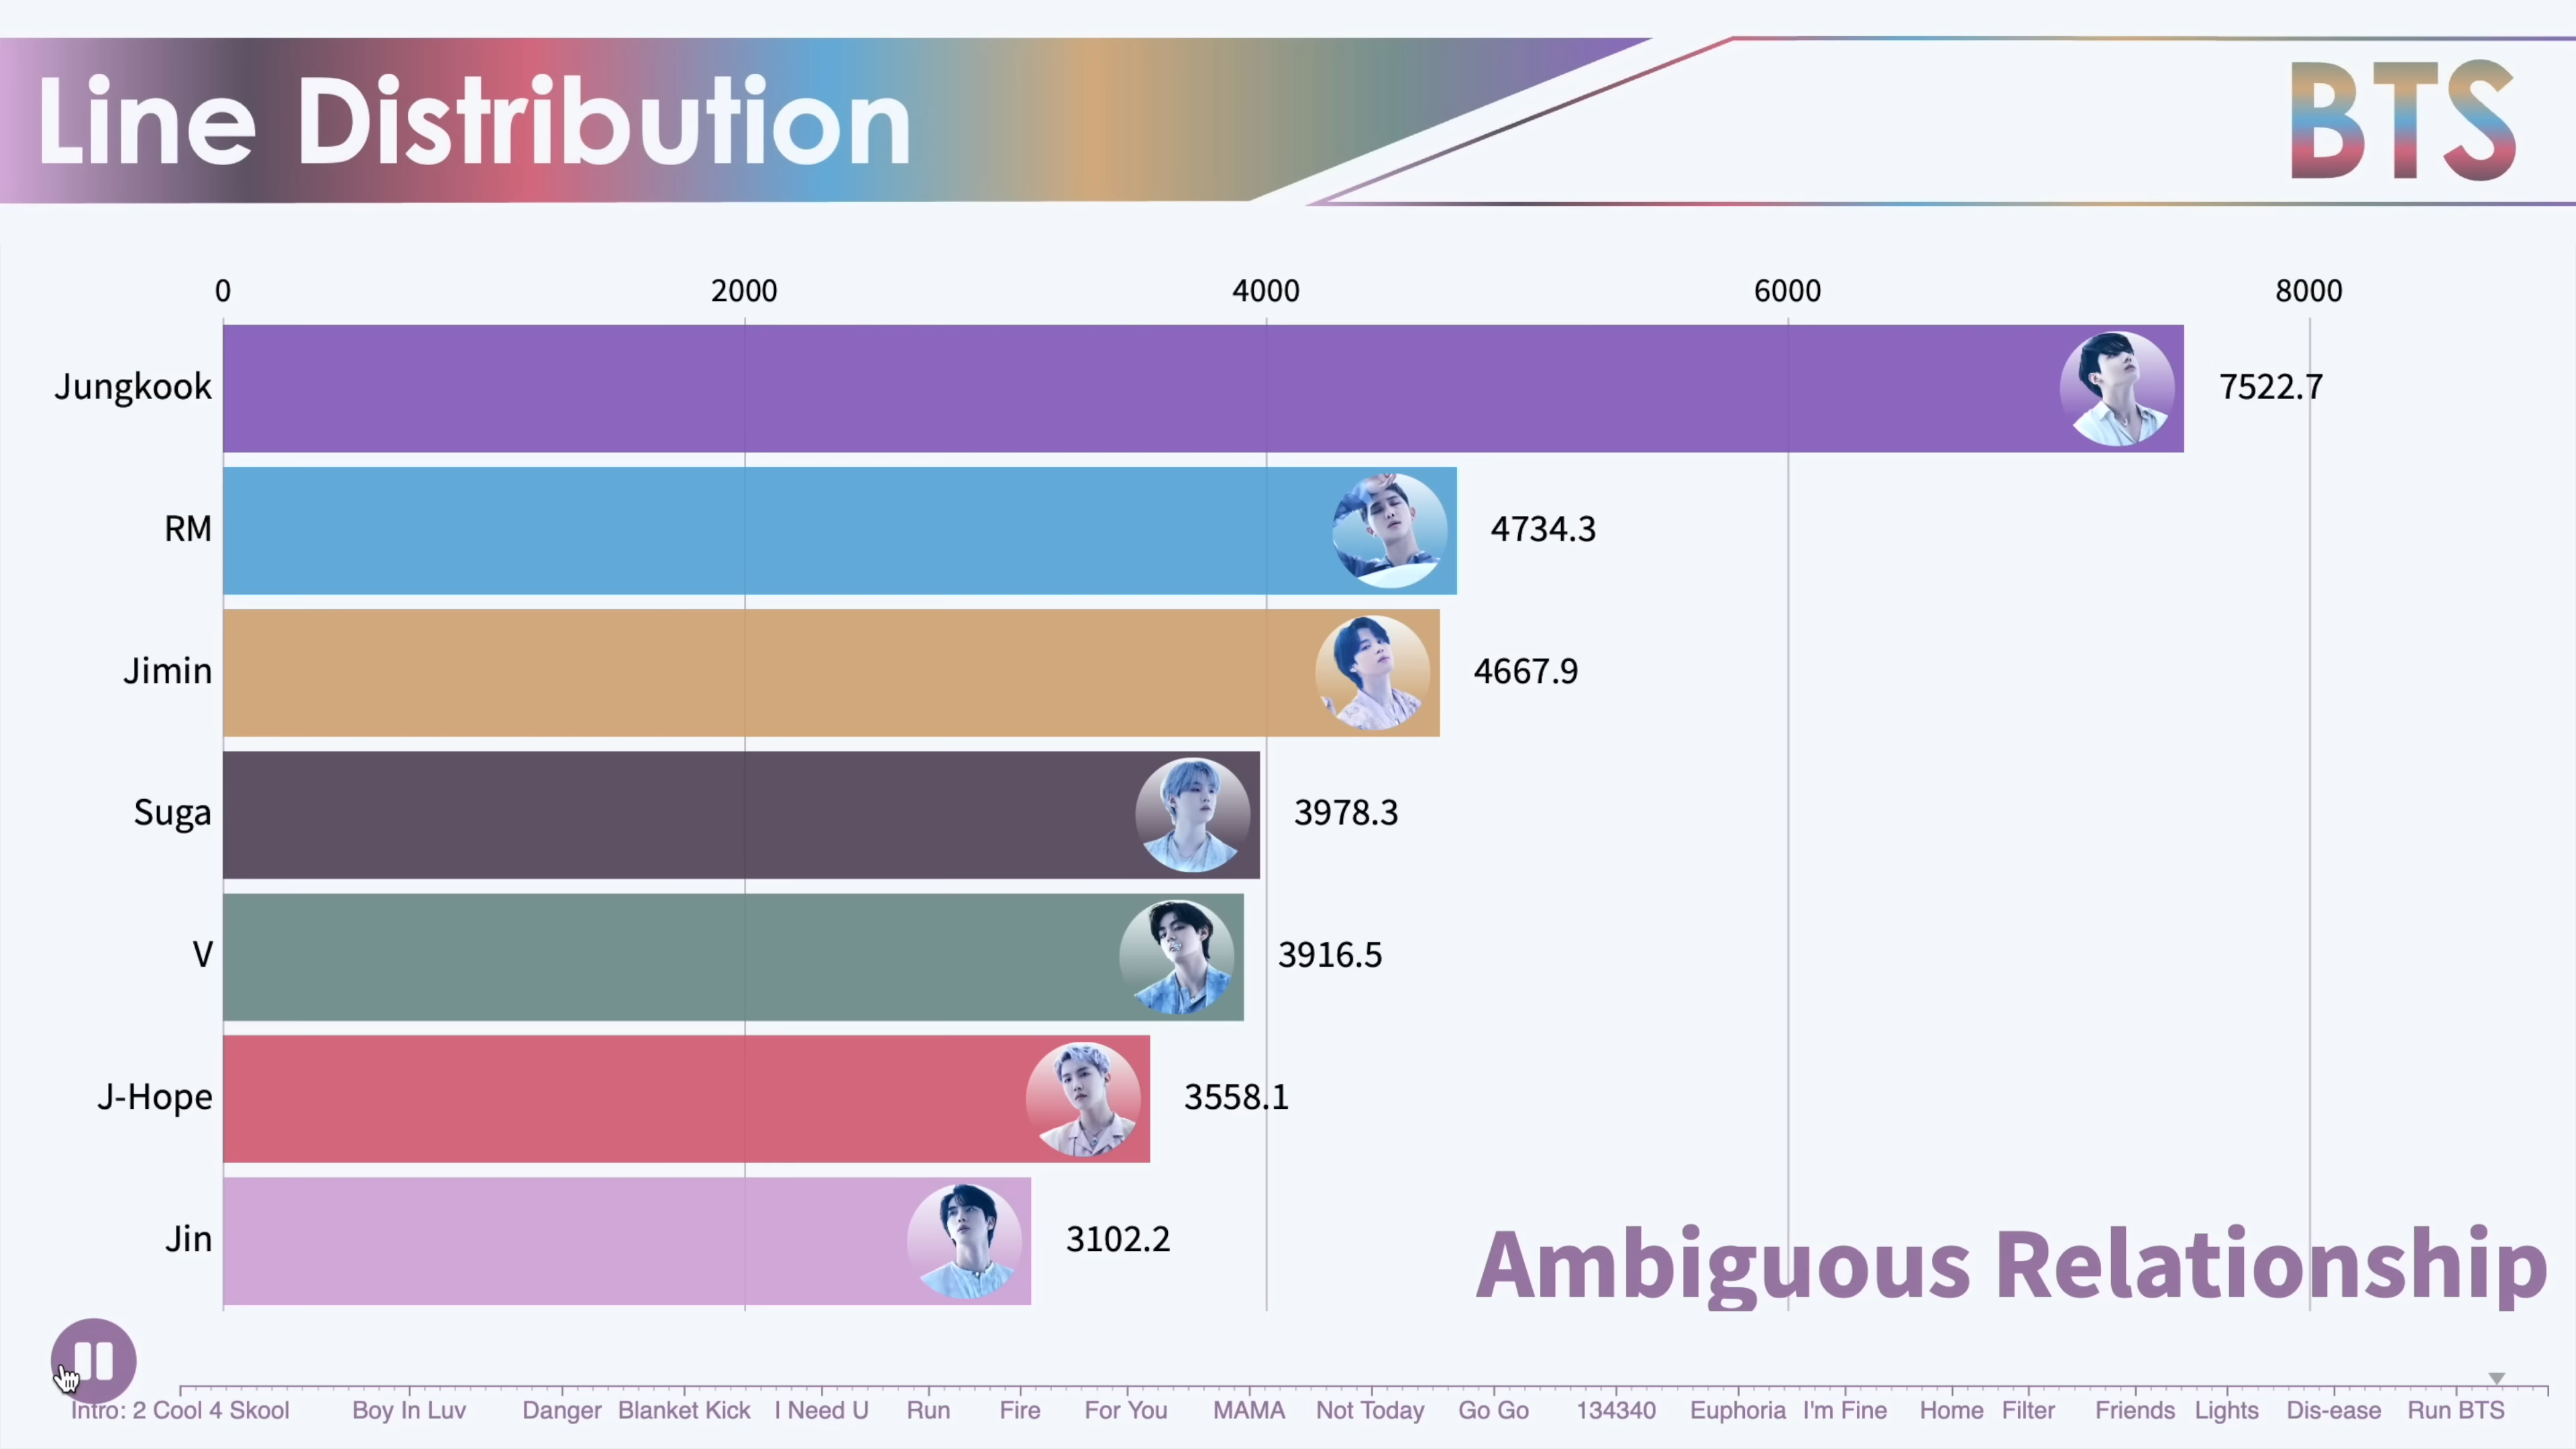 Line Distribution
BTS
0 2000 4000 6000 8000
Jungkook 7522.7
RM 4734.3
Jimin 4667.9
Suga 3978.3
V 3916.5
J-Hope 3558.1
Jin 3102.2
Ambiguous Relationship
Intro: 2 Cool 4 Skool Boy In Luv Danger Blanket Kick I Need U Run Fire For You MAMA Not Today Go Go 134340 Euphoria I'm Fine Home Filter Friends Lights Dis-ease Run BTS